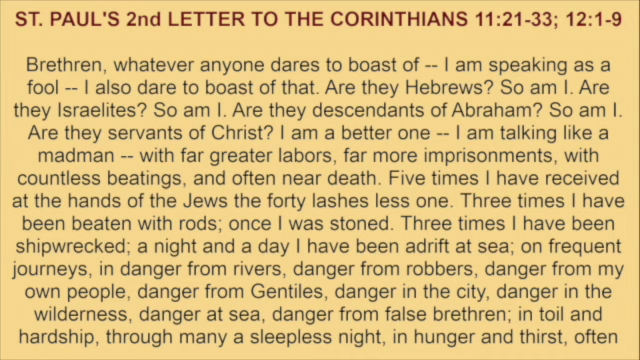 ST. PAUL'S 2nd LETTER TO THE CORINTHIANS 11:21-33; 12:1-9
Brethren, whatever anyone dares to boast of -- I am speaking as a
fool -- I also dare to boast of that. Are they Hebrews? So am I. Are
they Israelites? So am I. Are they descendants of Abraham? So am I.
Are they servants of Christ? I am a better one -- I am talking like a
madman -- with far greater labors, far more imprisonments, with
countless beatings, and often near death. Five times I have received
at the hands of the Jews the forty lashes less one. Three times I have
been beaten with rods; once I was stoned. Three times I have been
shipwrecked; a night and a day I have been adrift at sea; on frequent
journeys, in danger from rivers, danger from robbers, danger from my
own people, danger from Gentiles, danger in the city, danger in the
wilderness, danger at sea, danger from false brethren; in toil and
hardship, through many a sleepless night, in hunger and thirst, often